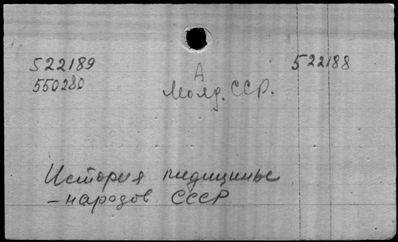 522189
А
522188
550280
Молд. ССР.
История медицины
- народов СССР